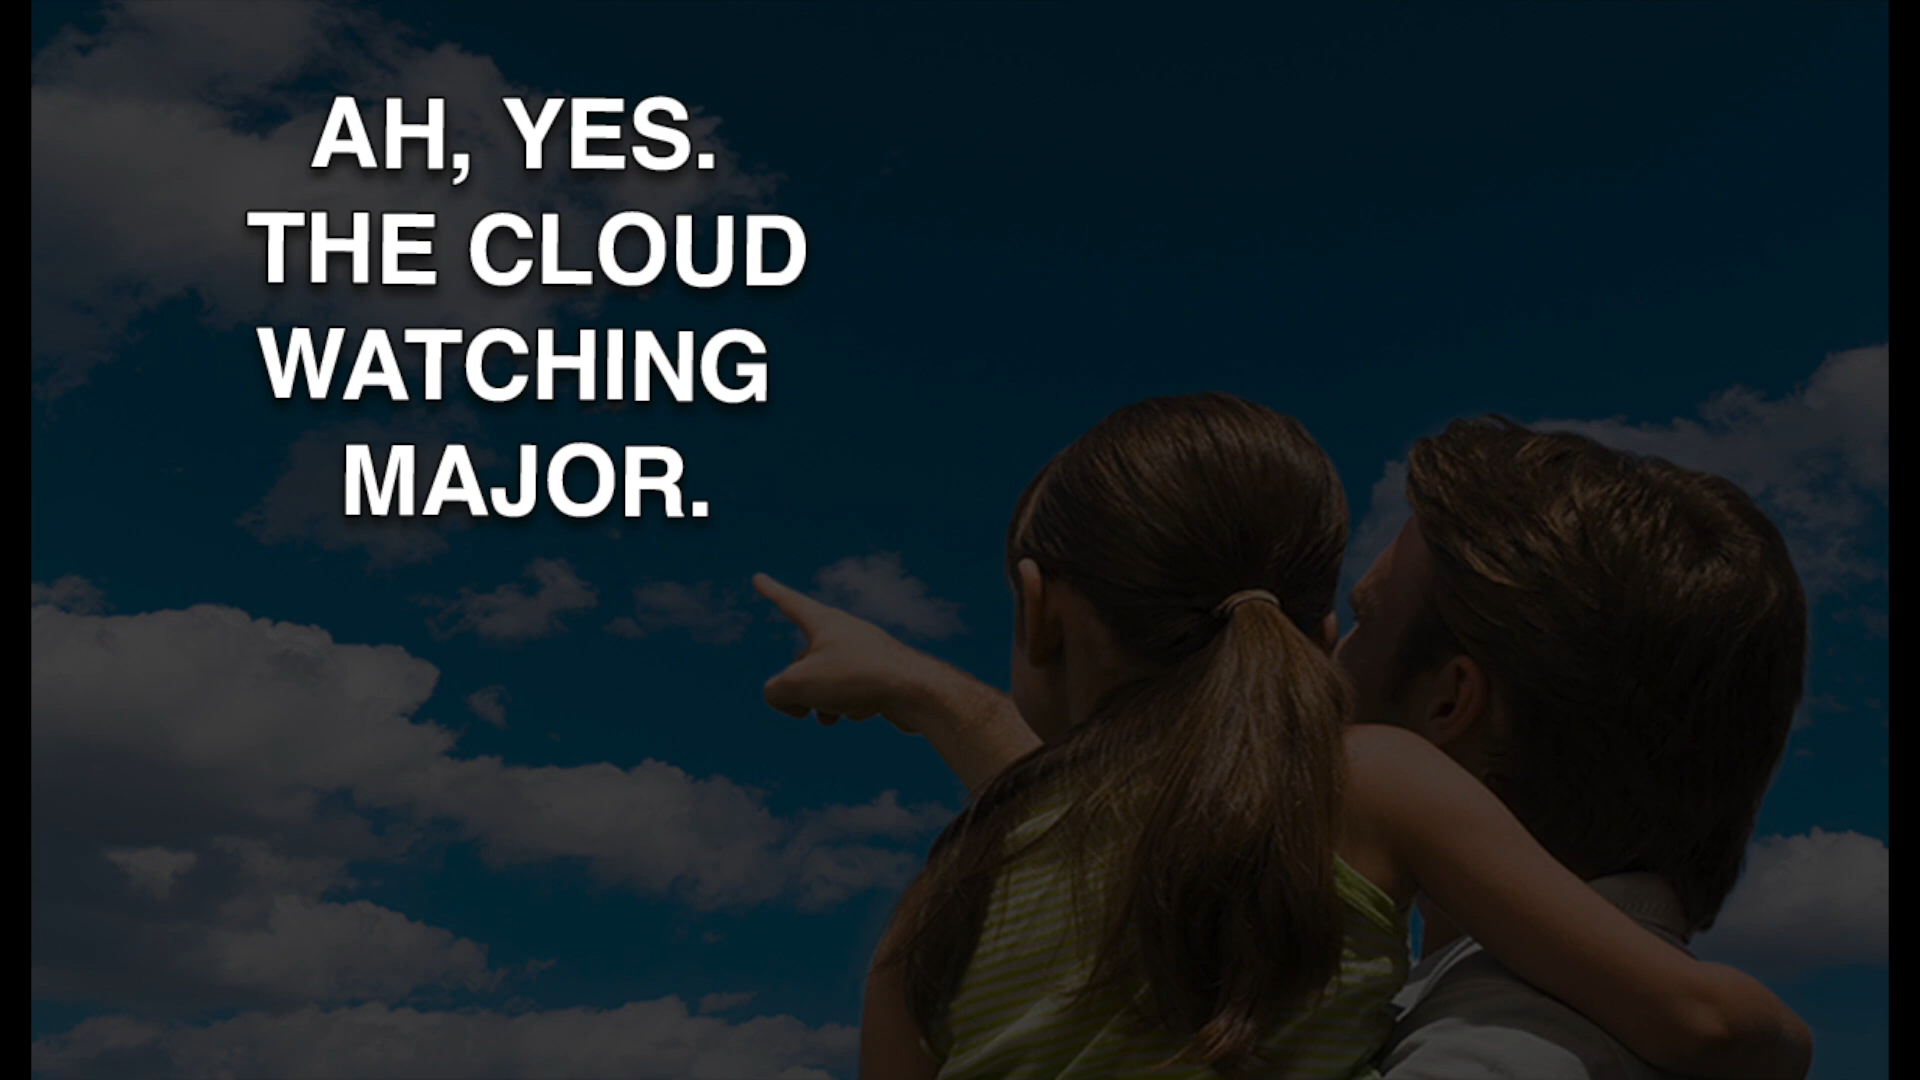 AH, YES.
THE CLOUD
WATCHING
MAJOR.